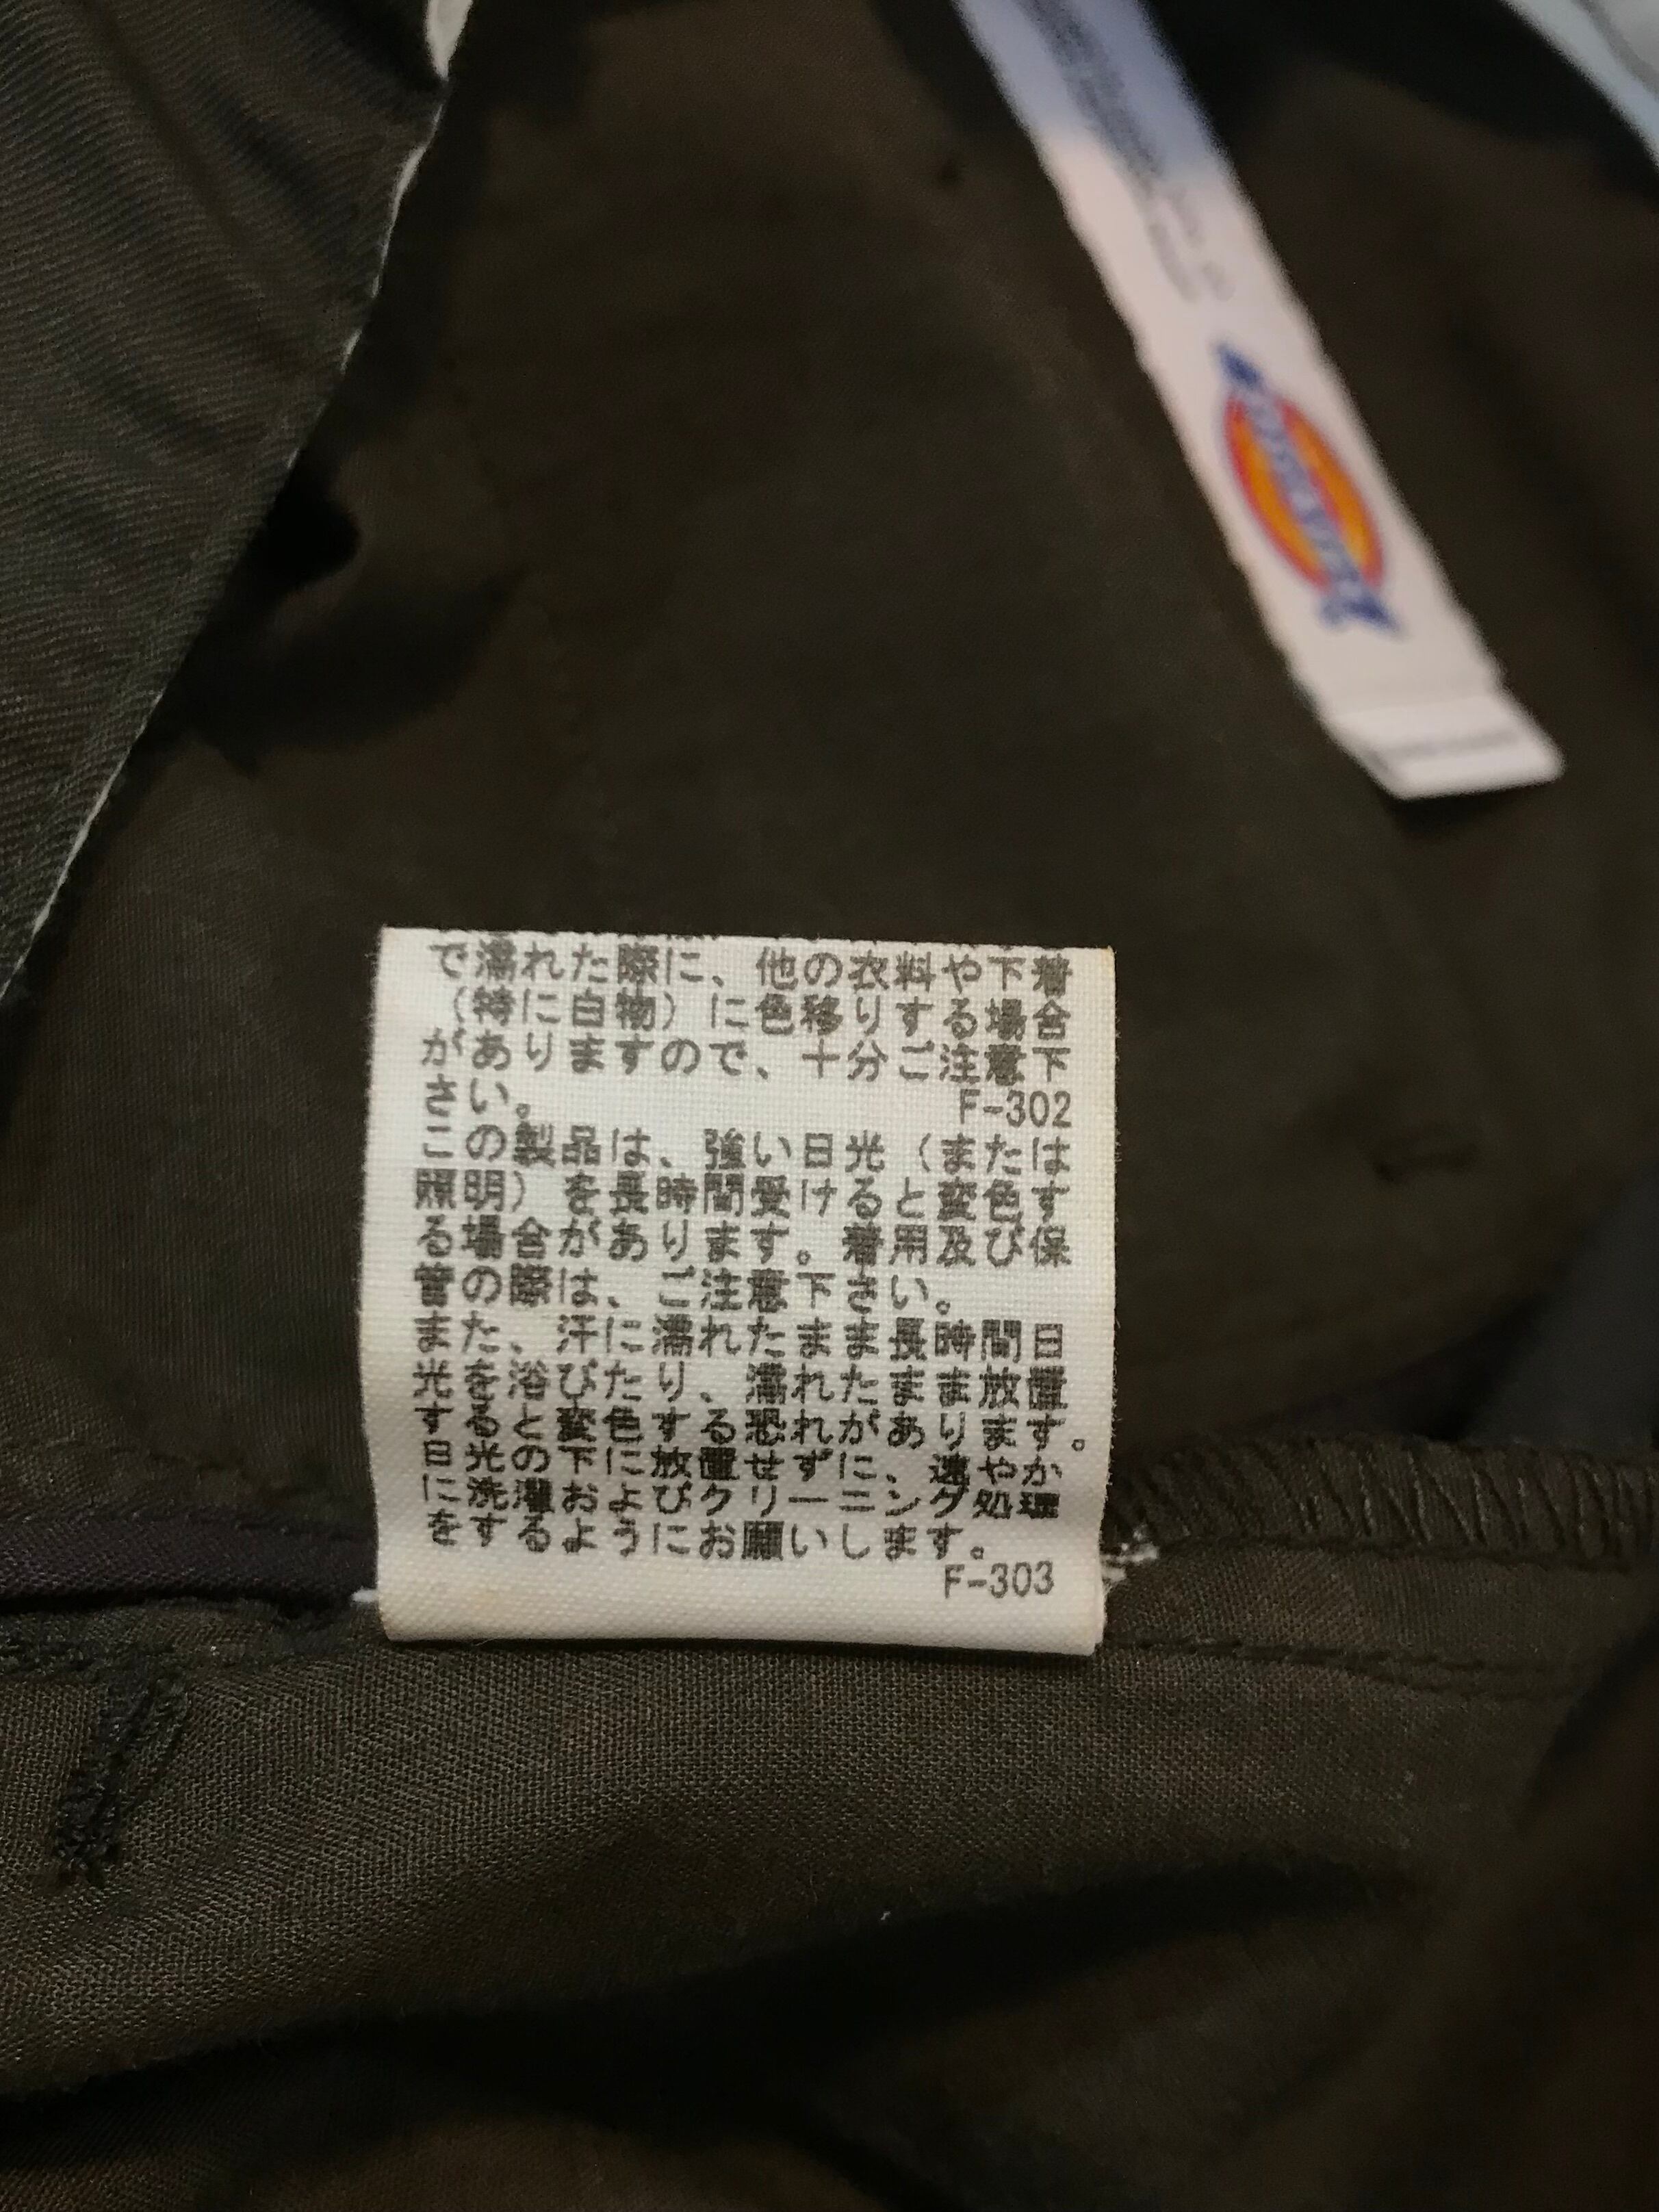 で濡れた際に、他の衣料や下着
（特に白物）に色移りする場合
がありますので、十分ご注意下
さい。 F-302
この製品は、強い日光（または
照明）を長時間受けると変色す
る場合があります。着用及び保
管の際は、ご注意下さい。
また、汗に濡れたまま長時間日
光を浴びたり、濡れたまま放置
すると変色する恐れがあります。
日光の下に放置せずに、速やか
に洗濯およびクリーニング処理
をするようにお願いします。
F-303
Dickies